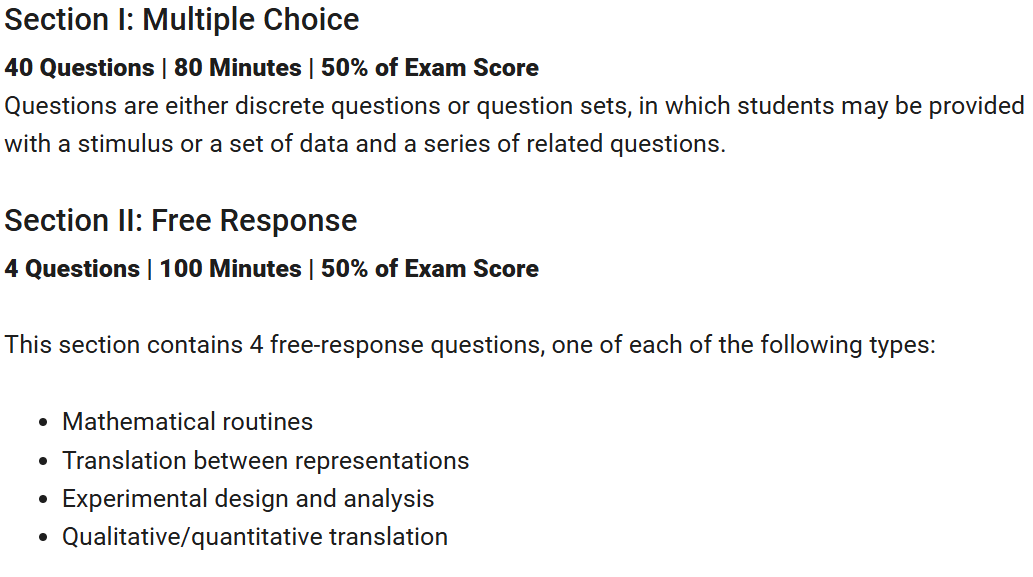 Section I: Multiple Choice
40 Questions | 80 Minutes | 50% of Exam Score
Questions are either discrete questions or question sets, in which students may be provided
with a stimulus or a set of data and a series of related questions.
Section II: Free Response
4 Questions | 100 Minutes | 50% of Exam Score
This section contains 4 free-response questions, one of each of the following types:
• Mathematical routines
• Translation between representations
• Experimental design and analysis
• Qualitative/quantitative translation